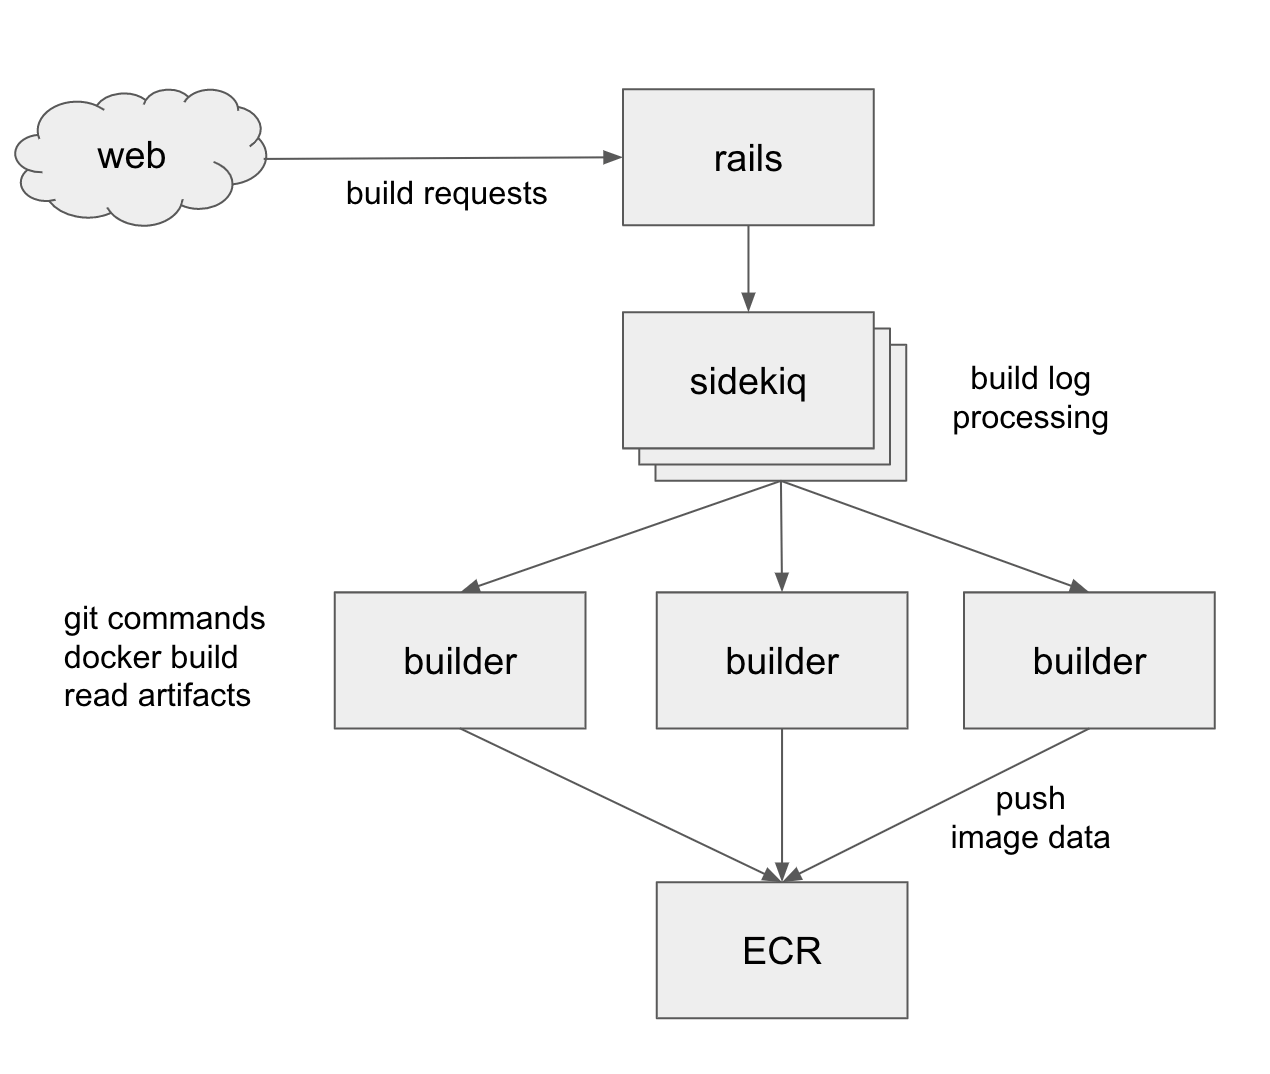 web
rails
build requests
sidekiq
build log
processing
git commands
docker build
read artifacts
builder
builder
builder
push
image data
ECR